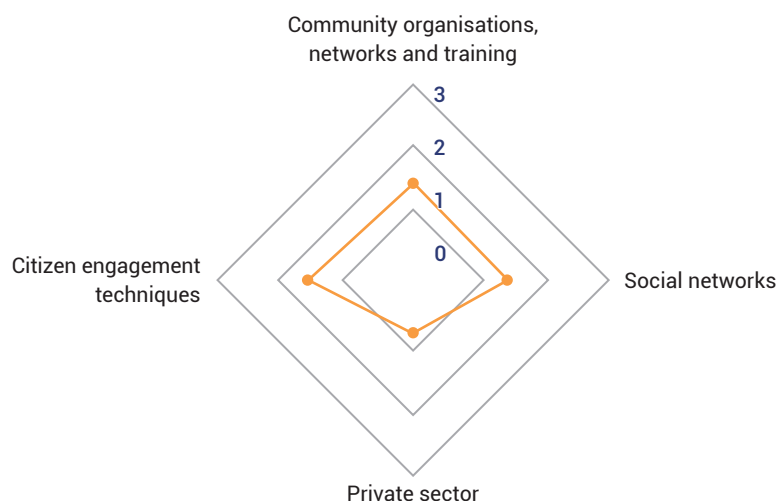 Community organisations,
networks and training
3
2
1
0
Citizen engagement
techniques
Social networks
Private sector